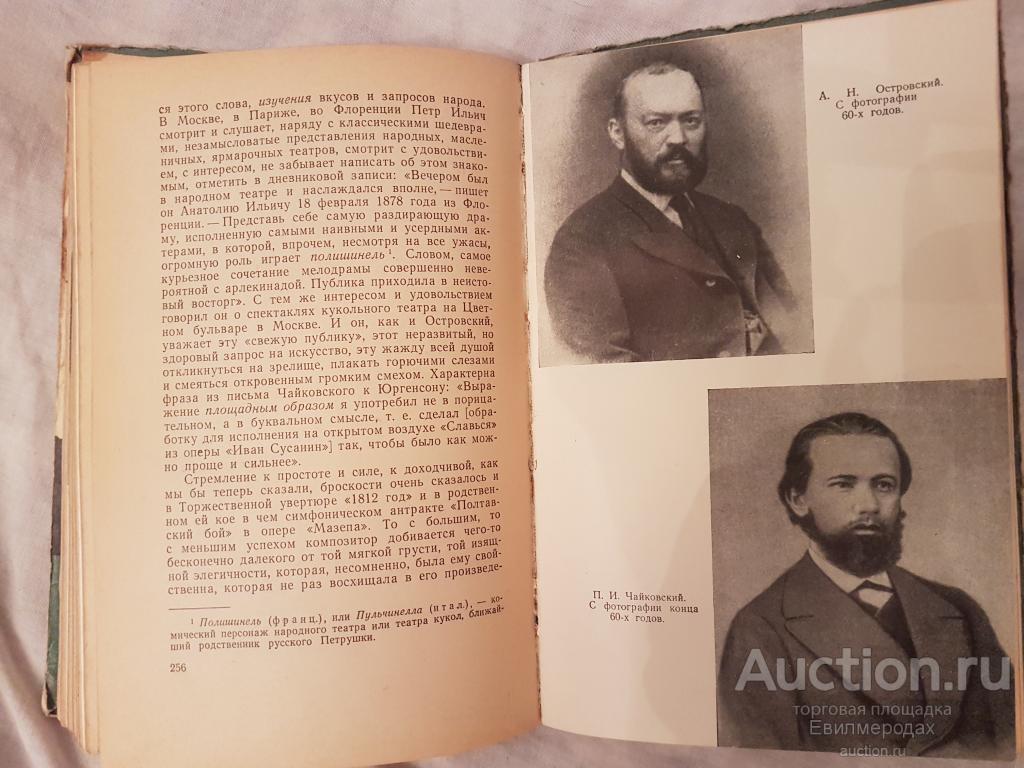 ся этого слова, изучения вкусов и запросов народа.
В Москве, в Париже, во Флоренции Петр Ильич
смотрит и слушает, наряду с классическими шедевра-
ми, незамысловатые представления народных, масле-
ничных, ярмарочных театров, смотрит с удовольстви-
ем, с интересом, не забывает написать об этом знако-
мым, отметить в дневниковой записи: «Вечером был
в народном театре и наслаждался вполне, — пишет
он Анатолию Ильичу 18 февраля 1878 года из Фло-
ренции. — Представь себе самую раздирающую дра-
му, исполненную самыми наивными и усердными ак-
терами, в которой, впрочем, несмотря на все ужасы,
огромную роль играет полишинель¹. Словом, самое
курьезное сочетание мелодрамы совершенно неве-
роятной с арлекинадой. Публика приходила в неисто-
вый восторг». С тем же интересом и удовольствием
говорил он о спектаклях кукольного театра на Цвет-
ном бульваре в Москве. И он, как и Островский,
уважает эту «свежую публику», этот неразвитый, но
здоровый запрос на искусство, эту жажду всей душой
откликнуться на зрелище, плакать горючими слезами
и смеяться откровенным громким смехом. Характерна
фраза из письма Чайковского к Юргенсону: «Выра-
жение площадным образом я употребил не в порица-
тельном, а в буквальном смысле, т. е. сделал [обра-
ботку для исполнения на открытом воздухе «Славься»
из оперы «Иван Сусанин»] так, чтобы было как мож-
но проще и сильнее».
Стремление к простоте и силе, к доходчивой, как
мы бы теперь сказали, броскости очень сказалось и
в Торжественной увертюре «1812 год» и в родствен-
ном ей кое в чем симфоническом антракте «Полтав-
ский бой» в опере «Мазепа». То с большим, то
с меньшим успехом композитор добивается чего-то
бесконечно далекого от той мягкой грусти, той изящ-
ной элегичности, которая, несомненно, была ему свой-
ственна, которая не раз восхищала в его произведе-
¹ Полишинель (франц.), или Пульчинелла (итал.), — ко-
мический персонаж народного театра или театра кукол, ближай-
ший родственник русского Петрушки.
256
А. Н. Островский.
С фотографии
60-х годов.
П. И. Чайковский.
С фотографии конца
60-х годов.
Auction.ru
торговая площадка
Евилмеродах
auction.ru